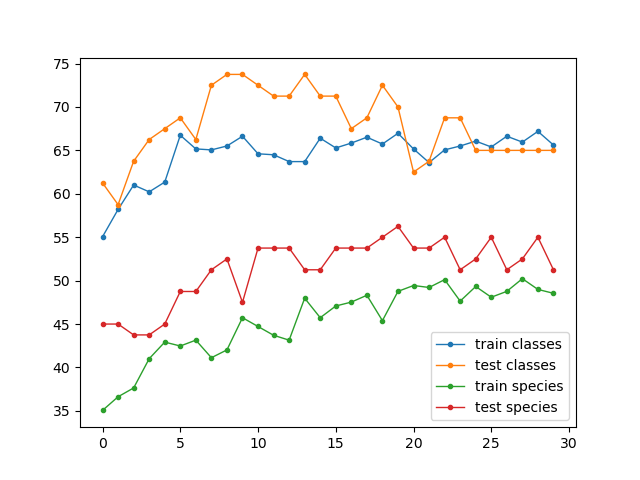 75
70
65
60
55
50
45
40
35
train classes
test classes
train species
test species
0 5 10 15 20 25 30